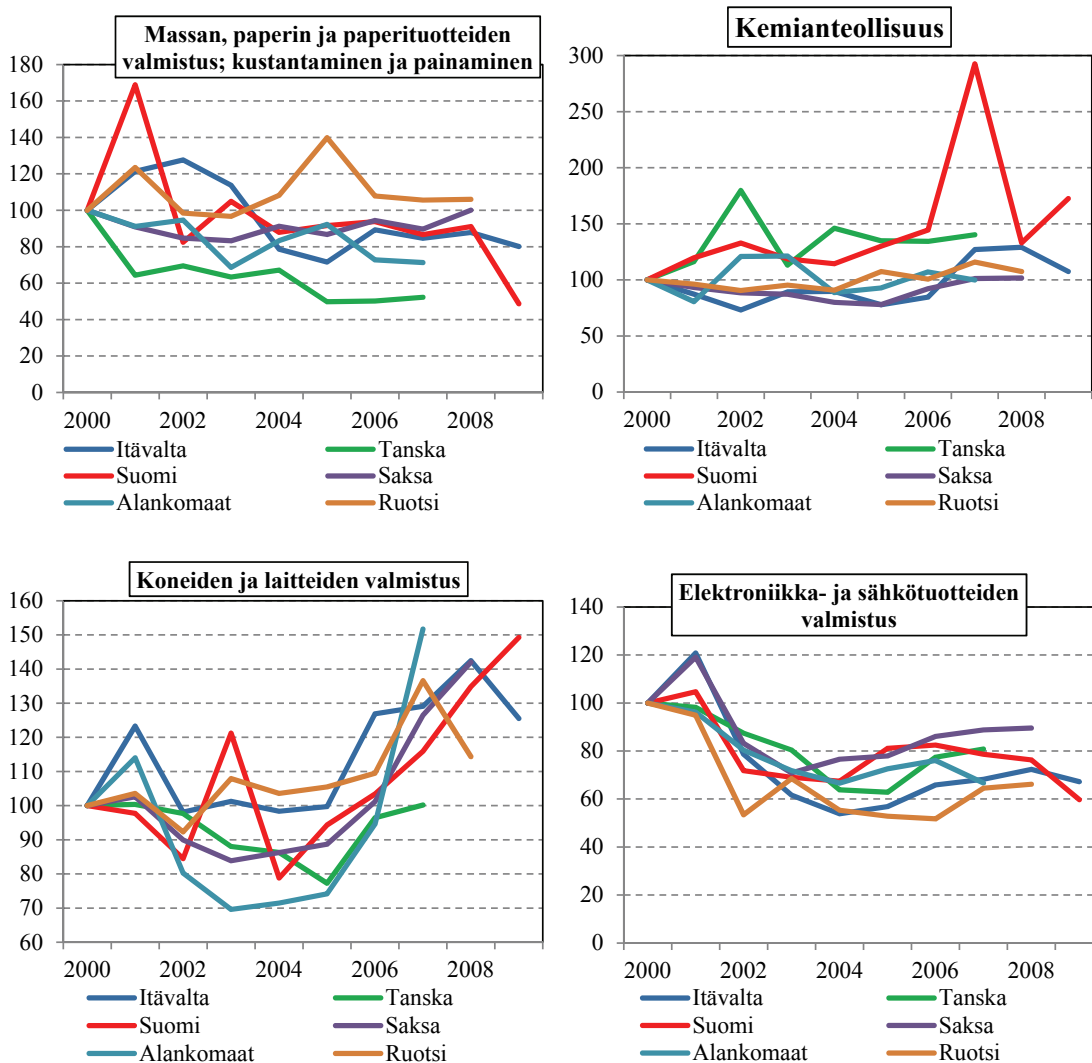 Massan, paperin ja paperituotteiden
valmistus; kustantaminen ja painaminen
180
160
140
120
100
80
60
40
20
0
2000 2002 2004 2006 2008
Itävalta Tanska
Suomi Saksa
Alankomaat Ruotsi
Kemianteollisuus
300
250
200
150
100
50
0
2000 2002 2004 2006 2008
Itävalta Tanska
Suomi Saksa
Alankomaat Ruotsi
Koneiden ja laitteiden valmistus
160
150
140
130
120
110
100
90
80
70
60
2000 2002 2004 2006 2008
Itävalta Tanska
Suomi Saksa
Alankomaat Ruotsi
Elektroniikka- ja sähkötuotteiden
valmistus
140
120
100
80
60
40
20
0
2000 2002 2004 2006 2008
Itävalta Tanska
Suomi Saksa
Alankomaat Ruotsi